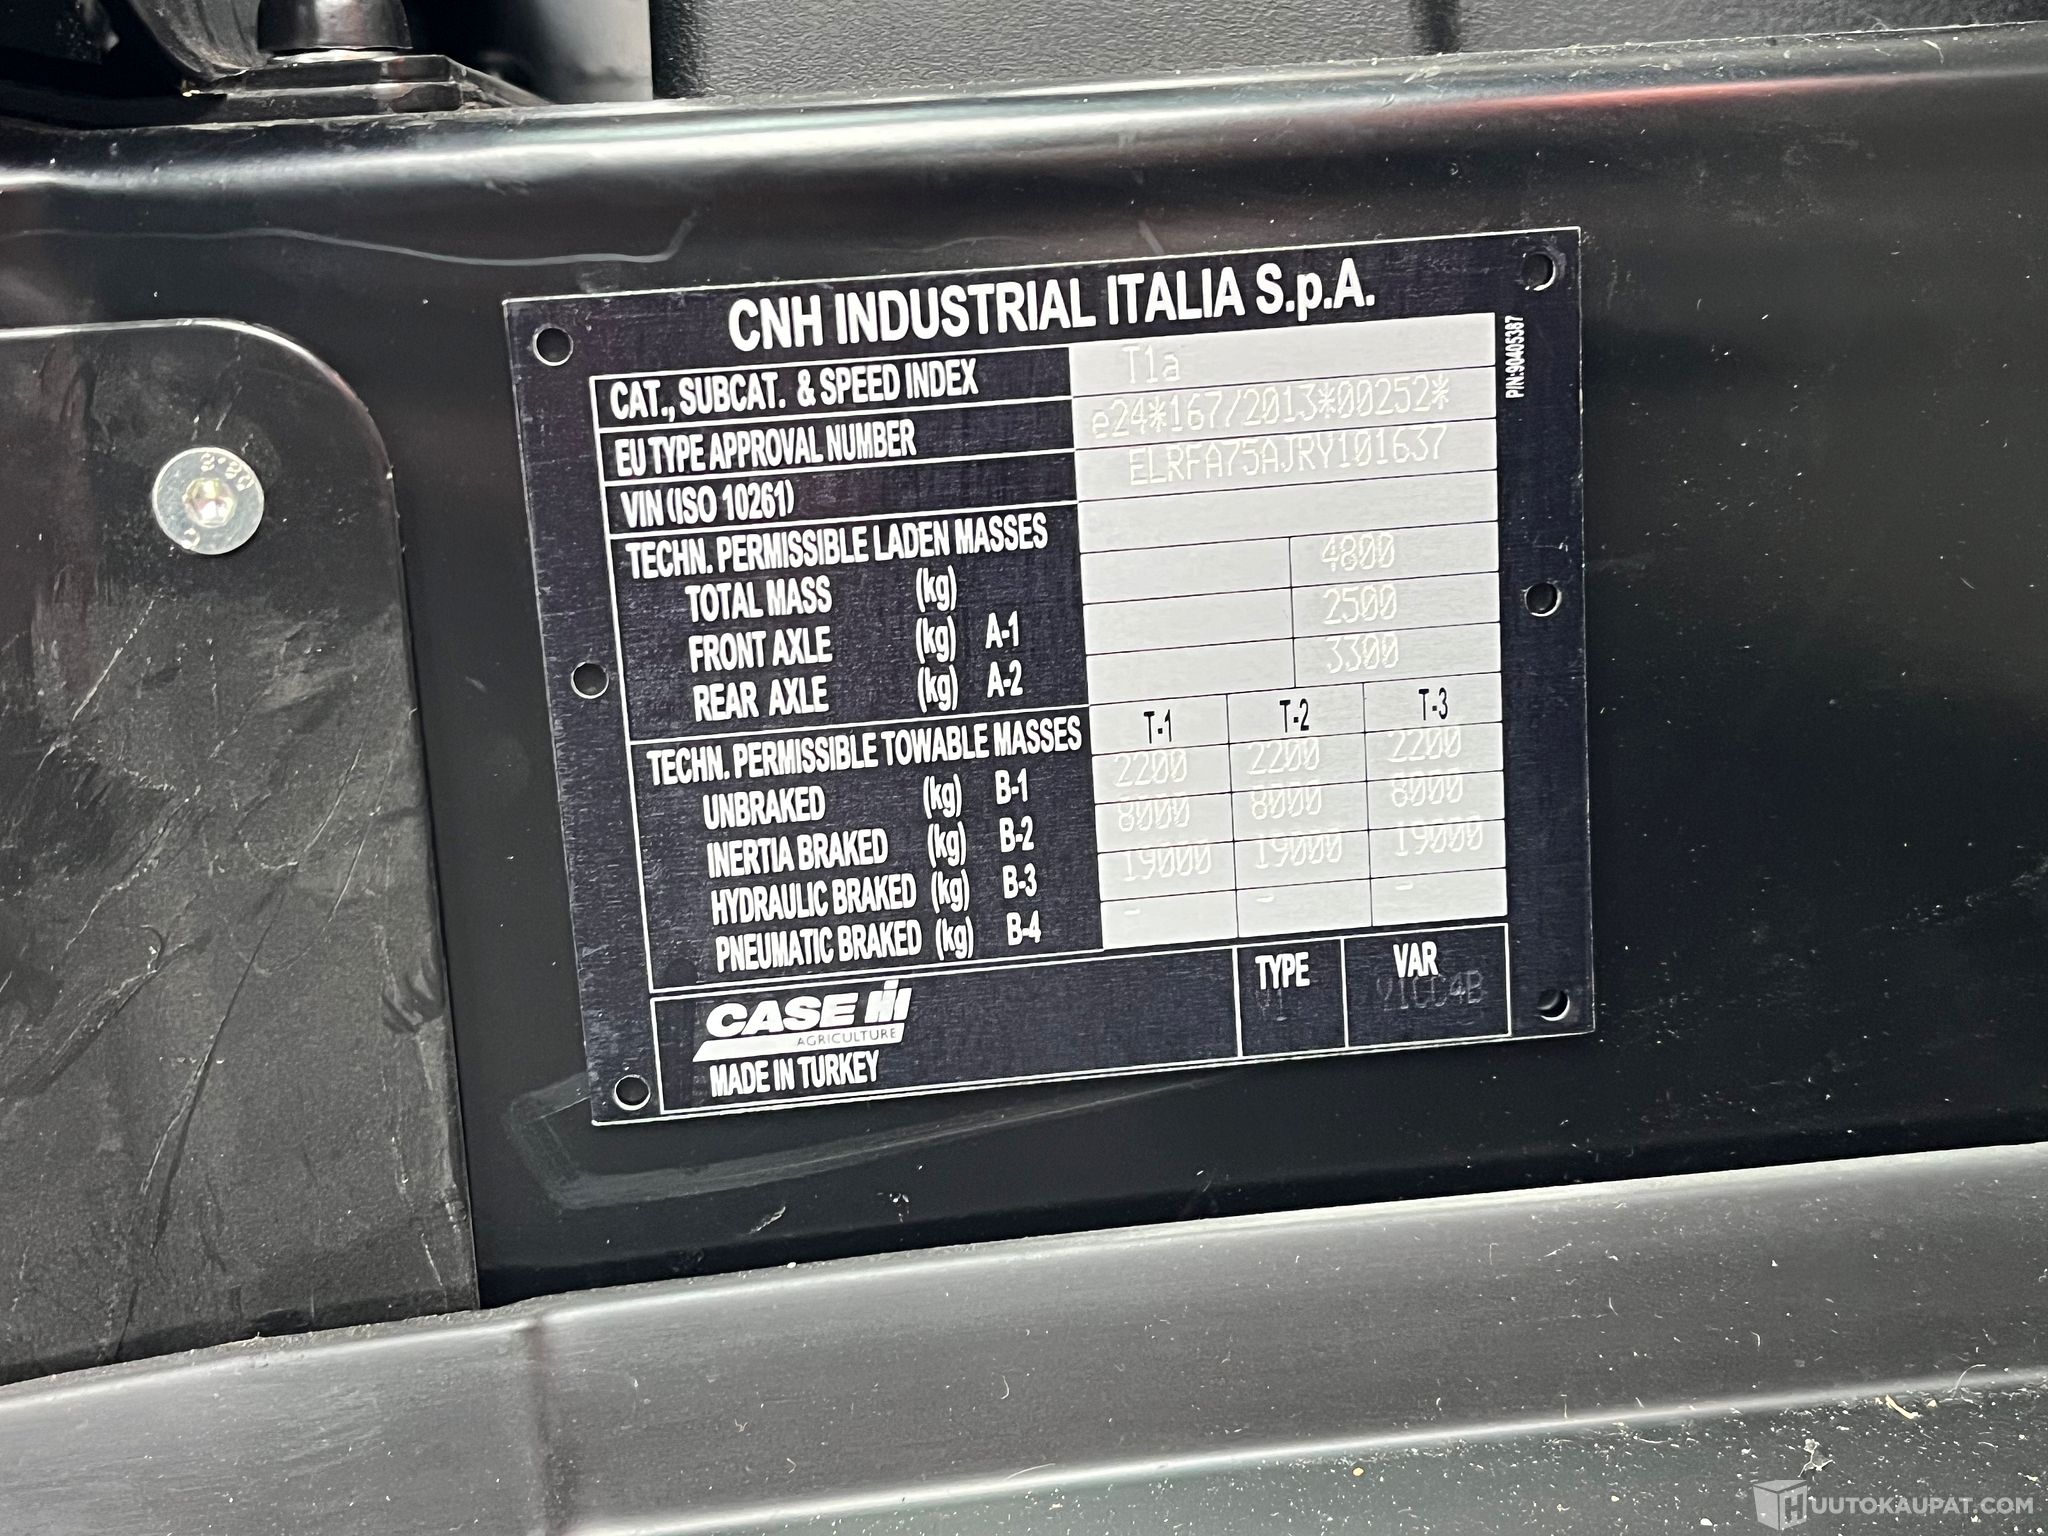 CNH INDUSTRIAL ITALIA S.p.A.
P/N:90405387
CAT., SUBCAT. & SPEED INDEX T1a
EU TYPE APPROVAL NUMBER e24*167/2013*00252*
VIN (ISO 10261) ELRFA75AJRY101637
TECHN. PERMISSIBLE LADEN MASSES
TOTAL MASS (kg) 4800
FRONT AXLE (kg) A-1 2500
REAR AXLE (kg) A-2 3300
TECHN. PERMISSIBLE TOWABLE MASSES T-1 T-2 T-3
UNBRAKED (kg) B-1 2200 2200 2200
INERTIA BRAKED (kg) B-2 8000 8000 8000
HYDRAULIC BRAKED (kg) B-3 19000 19000 19000
PNEUMATIC BRAKED (kg) B-4 - - -
CASE IH
AGRICULTURE
MADE IN TURKEY
TYPE VAR
8.8
HUUTOKAUPAT.COM